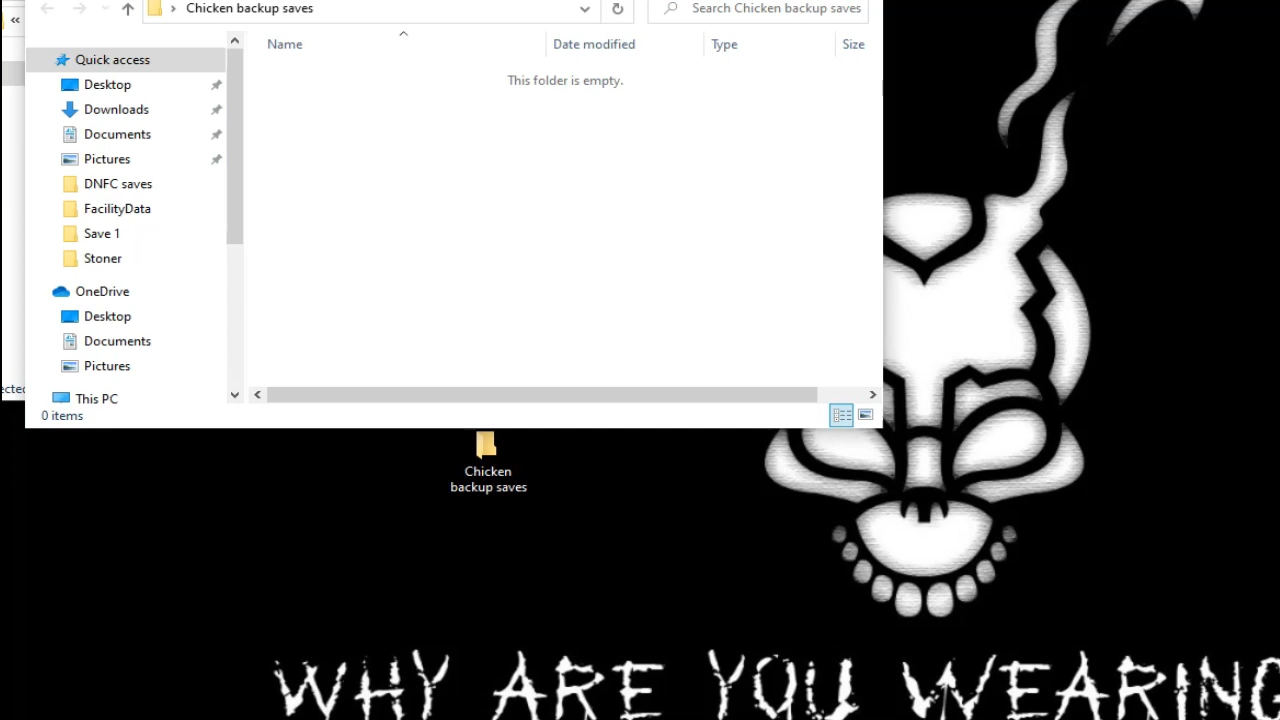 Chicken backup saves
Search Chicken backup saves
Name
Date modified
Type
Size
This folder is empty.
Quick access
Desktop
Downloads
Documents
Pictures
DNFC saves
FacilityData
Save 1
Stoner
OneDrive
Desktop
Documents
Pictures
This PC
0 items
Chicken
backup saves
WHY ARE YOU WEARING